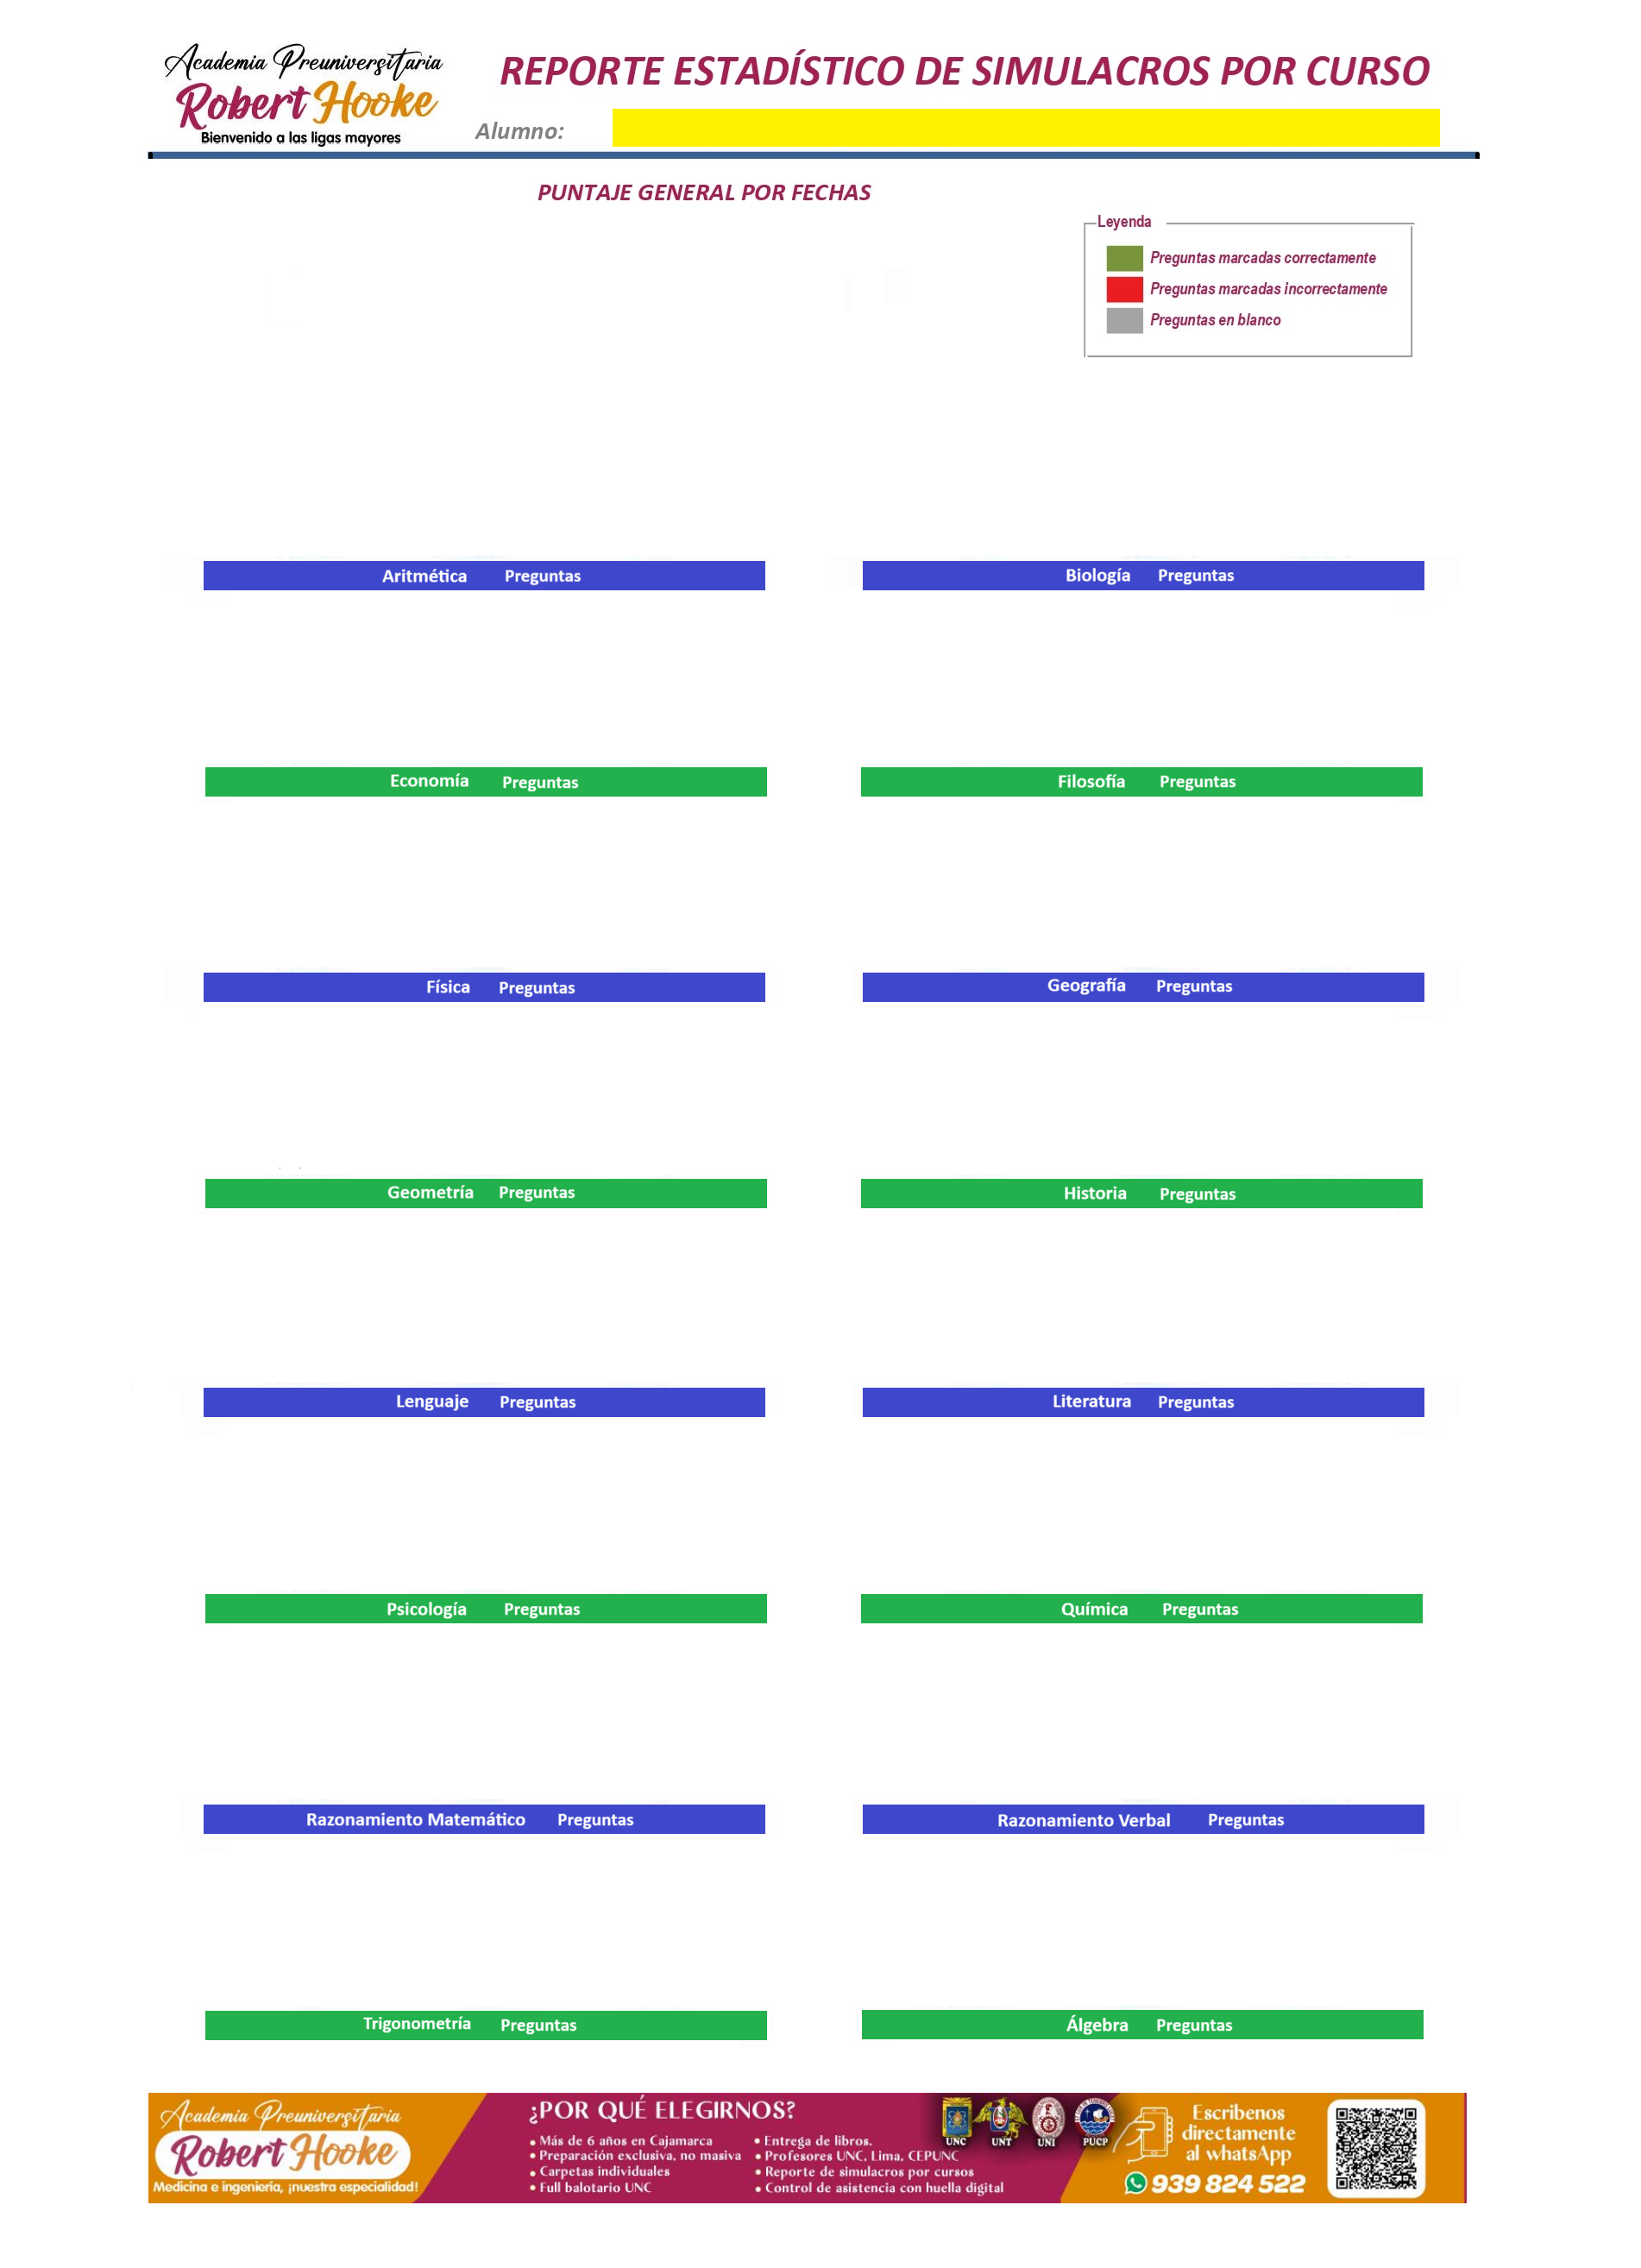 Academia Preuniversitaria
Robert Hooke
Bienvenido a las ligas mayores
REPORTE ESTADÍSTICO DE SIMULACROS POR CURSO
Alumno:
PUNTAJE GENERAL POR FECHAS
Leyenda
Preguntas marcadas correctamente
Preguntas marcadas incorrectamente
Preguntas en blanco
Aritmética Preguntas
Biología Preguntas
Economía Preguntas
Filosofía Preguntas
Física Preguntas
Geografía Preguntas
Geometría Preguntas
Historia Preguntas
Lenguaje Preguntas
Literatura Preguntas
Psicología Preguntas
Química Preguntas
Razonamiento Matemático Preguntas
Razonamiento Verbal Preguntas
Trigonometría Preguntas
Álgebra Preguntas
Academia Preuniversitaria
Robert Hooke
Medicina e ingeniería, ¡nuestra especialidad!
¿POR QUÉ ELEGIRNOS?
• Más de 6 años en Cajamarca
• Preparación exclusiva, no masiva
• Carpetas individuales
• Full balotario UNC
• Entrega de libros.
• Profesores UNC, Lima, CEPUNC
• Reporte de simulacros por cursos
• Control de asistencia con huella digital
UNC UNT UNI PUCP
Escribenos
directamente
al whatsApp
939 824 522